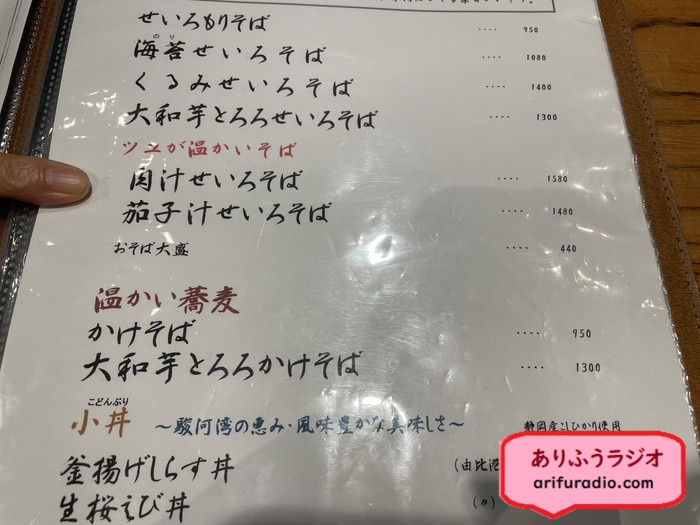 せいろもりそば ････ 950
のり
海苔せいろそば ････ 1080
くるみせいろそば ････ 1400
大和芋とろろせいろそば ････ 1300
ツユが温かいそば
肉汁せいろそば ････ 1580
茄子汁せいろそば ････ 1480
おそば大盛 ････ 440
温かい蕎麦
かけそば ････ 950
大和芋とろろかけそば ････ 1300
こどんぶり
小丼 ～駿河湾の恵み・風味豊かな美味しさ～ 静岡産こしひかり使用
釜揚げしらす丼 (由比
生桜えび丼 (〃)
ありふうラジオ
arifuradio.com